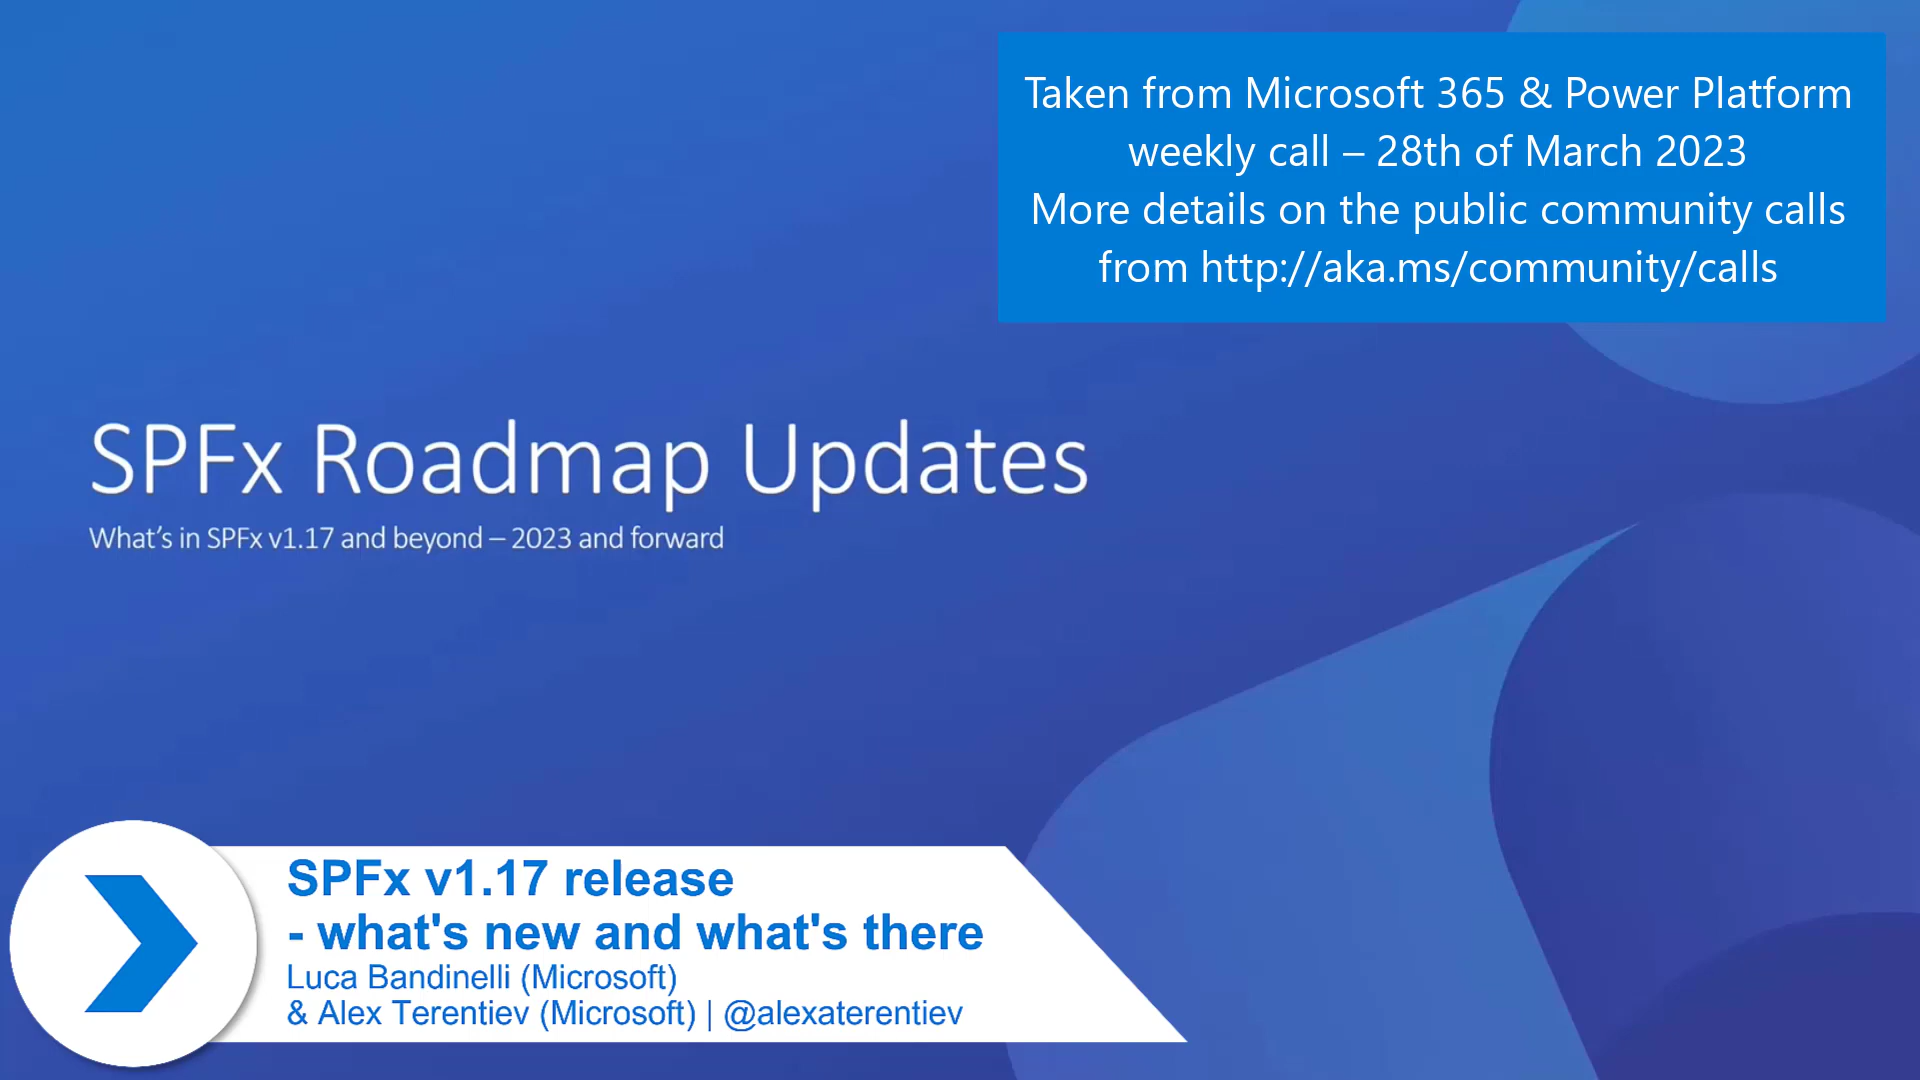 Taken from Microsoft 365 & Power Platform
weekly call – 28th of March 2023
More details on the public community calls
from http://aka.ms/community/calls
SPFx Roadmap Updates
What's in SPFx v1.17 and beyond – 2023 and forward
SPFx v1.17 release
- what's new and what's there
Luca Bandinelli (Microsoft)
& Alex Terentiev (Microsoft) | @alexaterentiev